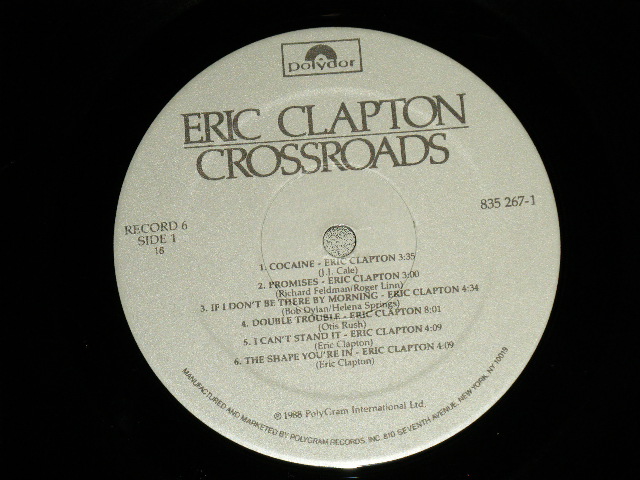 polydor
ERIC CLAPTON
CROSSROADS
RECORD 6
SIDE 1
16
835 267-1
1. COCAINE - ERIC CLAPTON 3:35
(J.J. Cale)
2. PROMISES - ERIC CLAPTON 3:00
(Richard Feldman/Roger Linn)
3. IF I DON'T BE THERE BY MORNING - ERIC CLAPTON 4:34
(Bob Dylan/Helena Springs)
4. DOUBLE TROUBLE - ERIC CLAPTON 8:01
(Otis Rush)
5. I CAN'T STAND IT - ERIC CLAPTON 4:09
(Eric Clapton)
6. THE SHAPE YOU'RE IN - ERIC CLAPTON 4:09
(Eric Clapton)
℗ 1988 PolyGram International Ltd.
MANUFACTURED AND MARKETED BY POLYGRAM RECORDS, INC. 810 SEVENTH AVENUE, NEW YORK, NY 10019